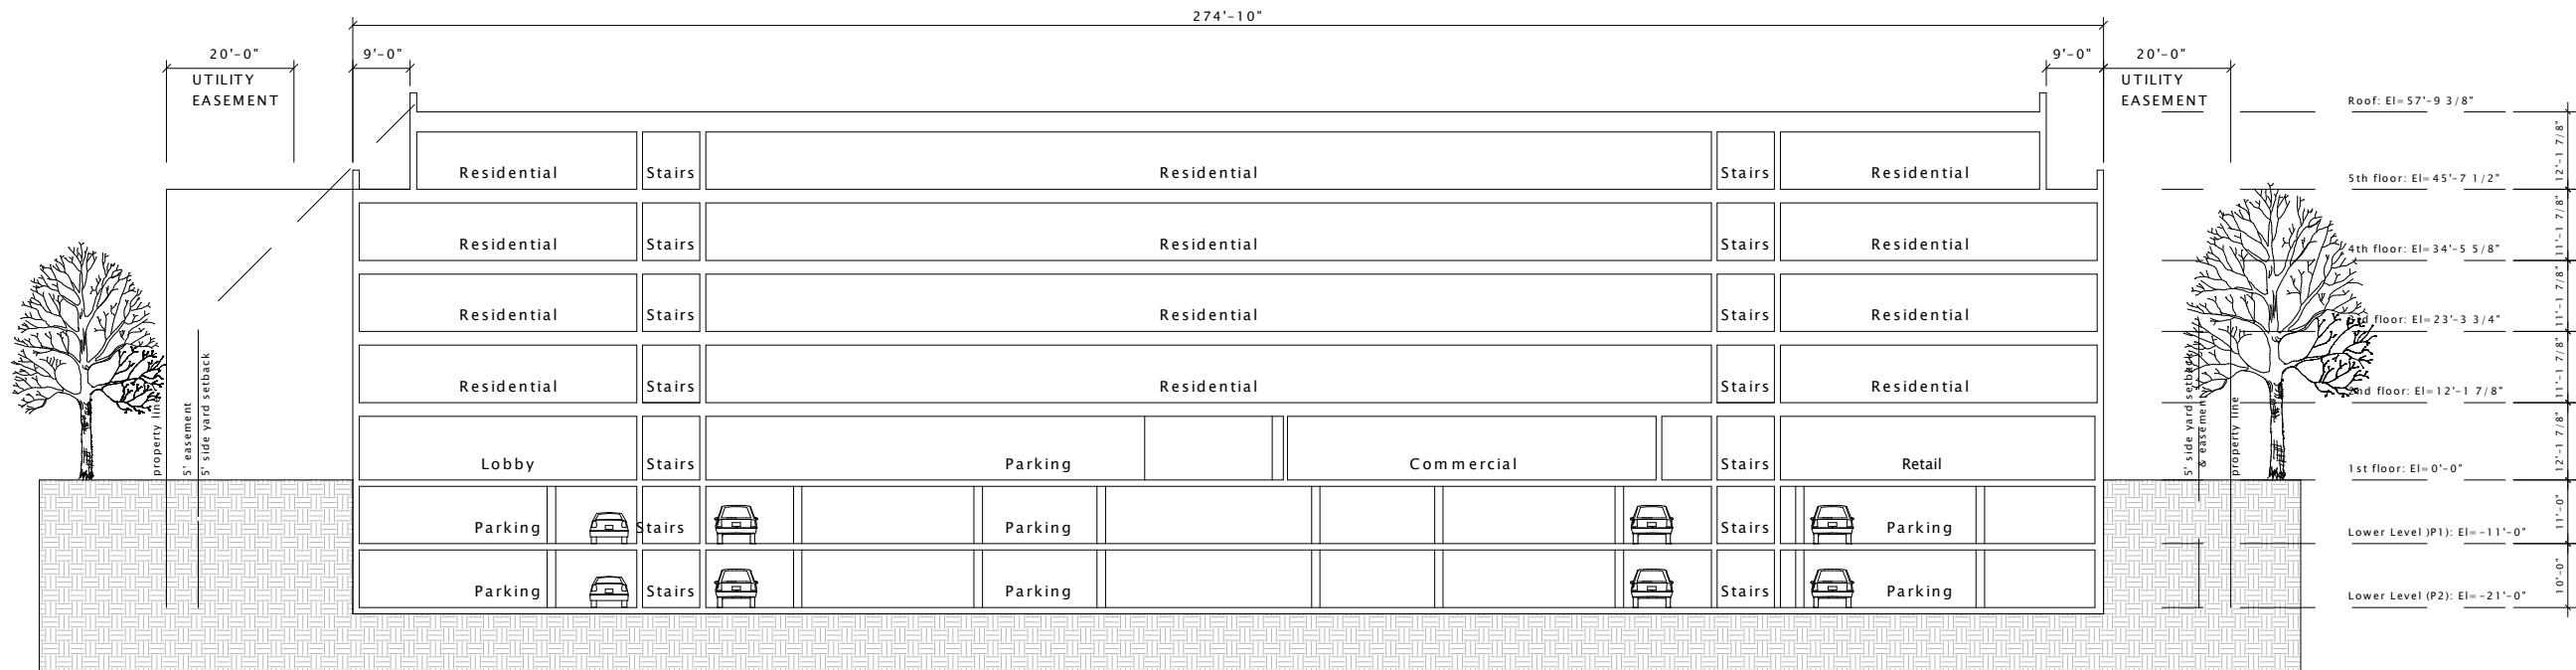 274'-10"
20'-0"
9'-0"
9'-0"
20'-0"
UTILITY
EASEMENT
UTILITY
EASEMENT
Roof: El=57'-9 3/8"
12'-1 7/8"
Residential
Stairs
Residential
Stairs
Residential
5th floor: El=45'-7 1/2"
11'-1 7/8"
Residential
Stairs
Residential
Stairs
Residential
4th floor: El=34'-5 5/8"
11'-1 7/8"
Residential
Stairs
Residential
Stairs
Residential
3rd floor: El=23'-3 3/4"
11'-1 7/8"
Residential
Stairs
Residential
Stairs
Residential
2nd floor: El=12'-1 7/8"
12'-1 7/8"
property line
5' easement
5' side yard setback
Lobby
Stairs
Parking
Commercial
Stairs
Retail
5' side yard setback
& easement
property line
1st floor: El=0'-0"
11'-0"
Parking
Stairs
Parking
Stairs
Parking
Lower Level )P1): El=-11'-0"
10'-0"
Parking
Stairs
Parking
Stairs
Parking
Lower Level (P2): El=-21'-0"